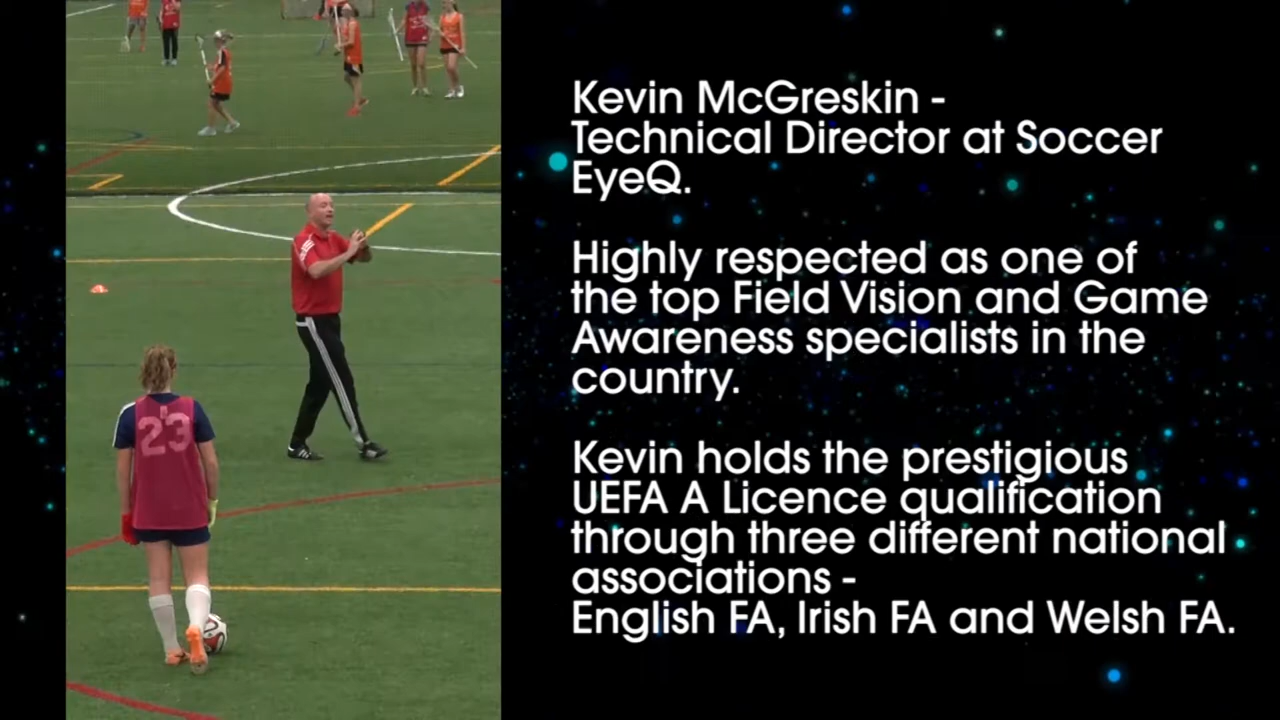 Kevin McGreskin -
Technical Director at Soccer
EyeQ.
Highly respected as one of
the top Field Vision and Game
Awareness specialists in the
country.
Kevin holds the prestigious
UEFA A Licence qualification
through three different national
associations -
English FA, Irish FA and Welsh FA.
23